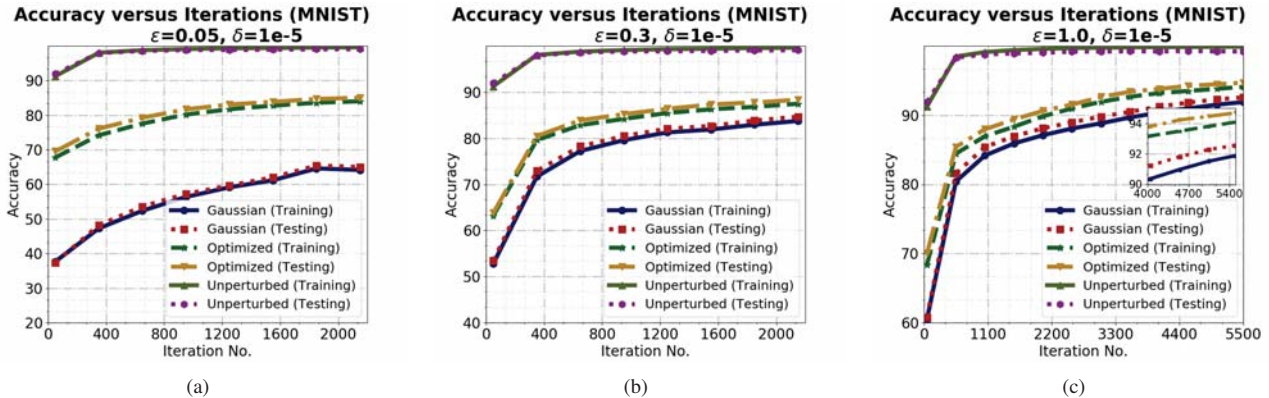 Accuracy versus Iterations (MNIST)
ε=0.05, δ=1e-5
Accuracy
90
80
70
60
50
40
30
20
0 400 800 1200 1600 2000
Iteration No.
Gaussian (Training)
Gaussian (Testing)
Optimized (Training)
Optimized (Testing)
Unperturbed (Training)
Unperturbed (Testing)
(a)
Accuracy versus Iterations (MNIST)
ε=0.3, δ=1e-5
Accuracy
90
80
70
60
50
40
0 400 800 1200 1600 2000
Iteration No.
Gaussian (Training)
Gaussian (Testing)
Optimized (Training)
Optimized (Testing)
Unperturbed (Training)
Unperturbed (Testing)
(b)
Accuracy versus Iterations (MNIST)
ε=1.0, δ=1e-5
Accuracy
90
80
70
60
0 1100 2200 3300 4400 5500
Iteration No.
94
92
90
4000 4700 5400
Gaussian (Training)
Gaussian (Testing)
Optimized (Training)
Optimized (Testing)
Unperturbed (Training)
Unperturbed (Testing)
(c)